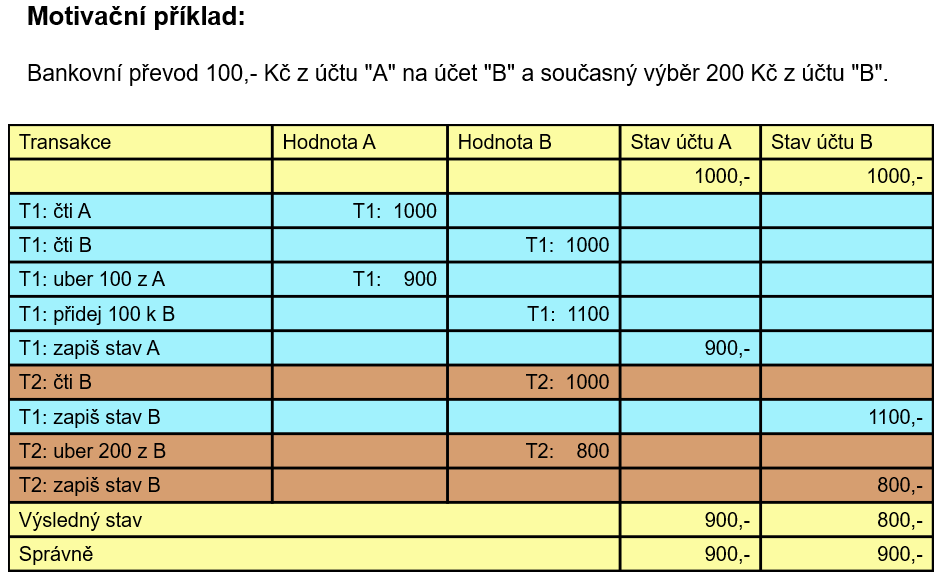 Motivační příklad:
Bankovní převod 100,- Kč z účtu "A" na účet "B" a současný výběr 200 Kč z účtu "B".
Transakce Hodnota A Hodnota B Stav účtu A Stav účtu B
1000,- 1000,-
T1: čti A T1: 1000
T1: čti B T1: 1000
T1: uber 100 z A T1: 900
T1: přidej 100 k B T1: 1100
T1: zapiš stav A 900,-
T2: čti B T2: 1000
T1: zapiš stav B 1100,-
T2: uber 200 z B T2: 800
T2: zapiš stav B 800,-
Výsledný stav 900,- 800,-
Správně 900,- 900,-